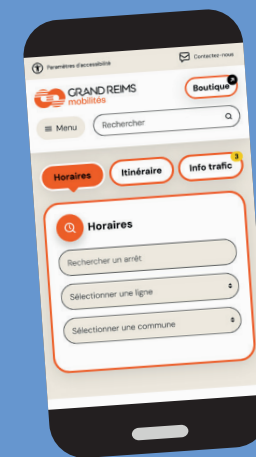 Paramètres d'accessibilité
Contactez-nous
GRAND REIMS
mobilités
Boutique
Menu
Rechercher
Horaires
Itinéraire
Info trafic
3
Horaires
Rechercher un arrêt
Sélectionner une ligne
Sélectionner une commune